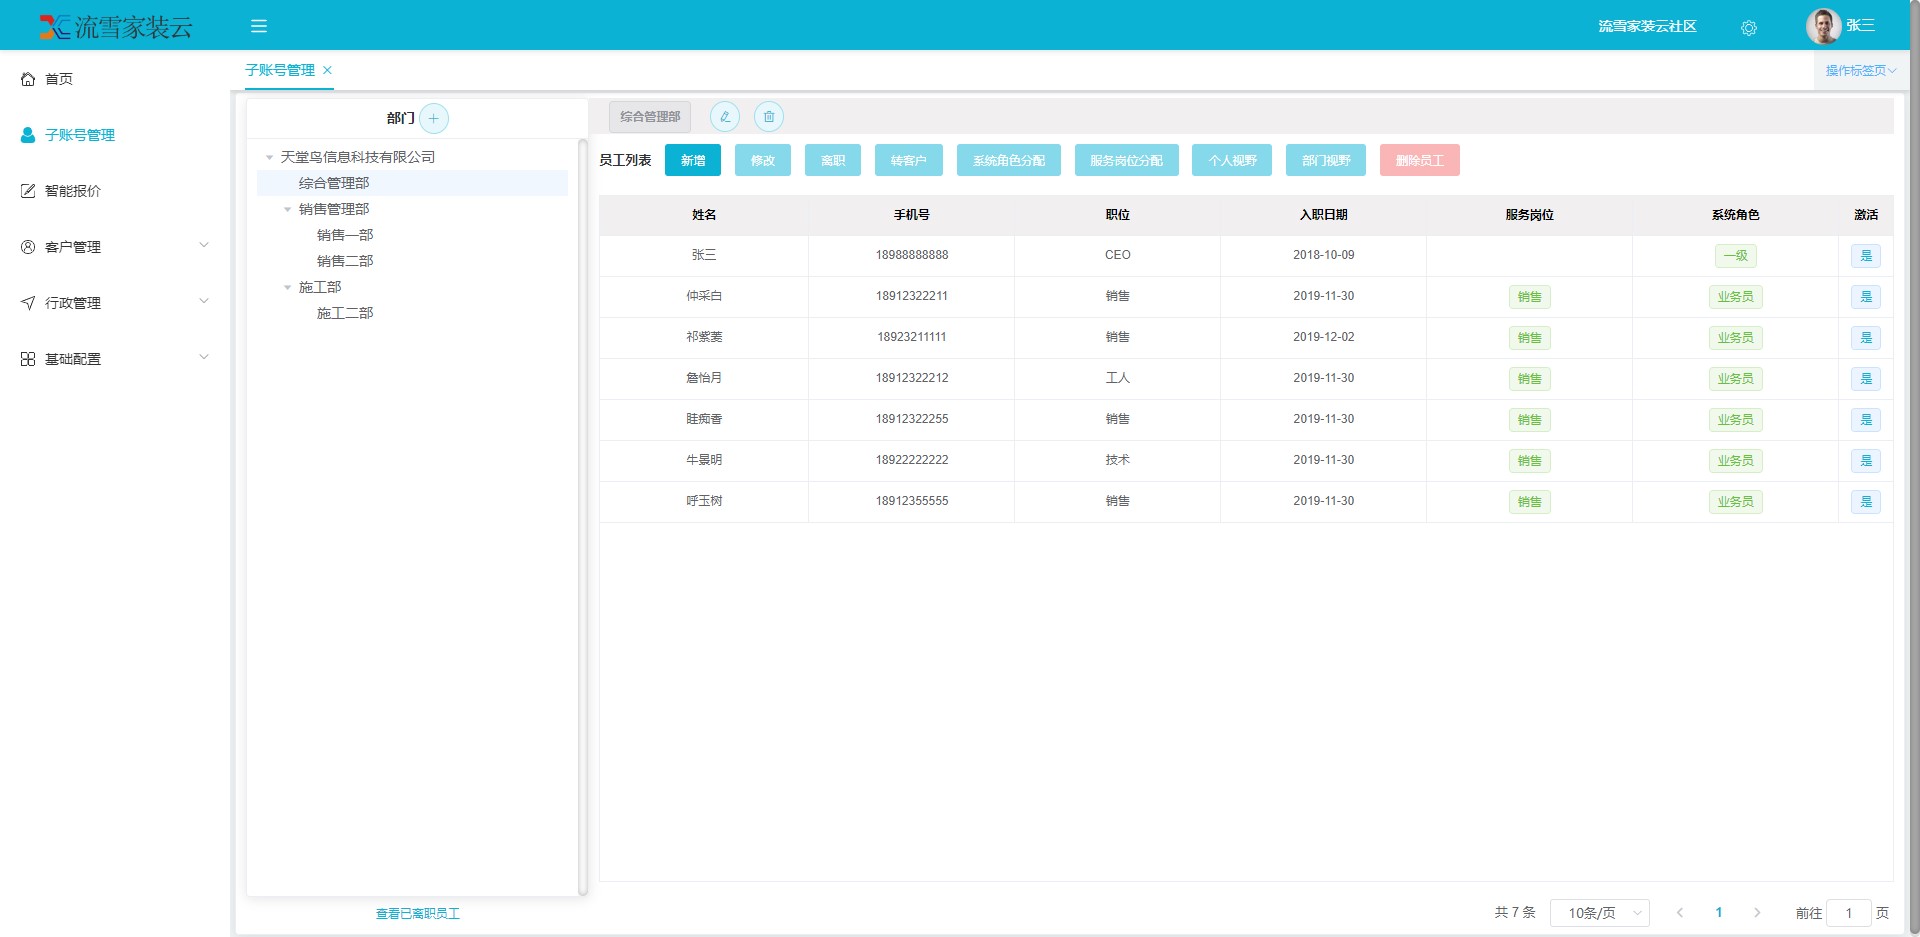 流雪家装云
流雪家装云社区
张三
首页
子账号管理
智能报价
客户管理
行政管理
基础配置
子账号管理
操作标签页
部门
天堂鸟信息科技有限公司
综合管理部
销售管理部
销售一部
销售二部
施工部
施工二部
查看已离职员工
综合管理部
员工列表 新增 修改 离职 转客户 系统角色分配 服务岗位分配 个人视野 部门视野 删除员工
姓名 手机号 职位 入职日期 服务岗位 系统角色 激活
张三 18988888888 CEO 2018-10-09 一级 是
仲采白 18912322211 销售 2019-11-30 销售 业务员 是
祁紫菱 18923211111 销售 2019-12-02 销售 业务员 是
詹怡月 18912322212 工人 2019-11-30 销售 业务员 是
眭痴香 18912322255 销售 2019-11-30 销售 业务员 是
牛景明 18922222222 技术 2019-11-30 销售 业务员 是
呼玉树 18912355555 销售 2019-11-30 销售 业务员 是
共 7 条 10条/页 1 前往 1 页